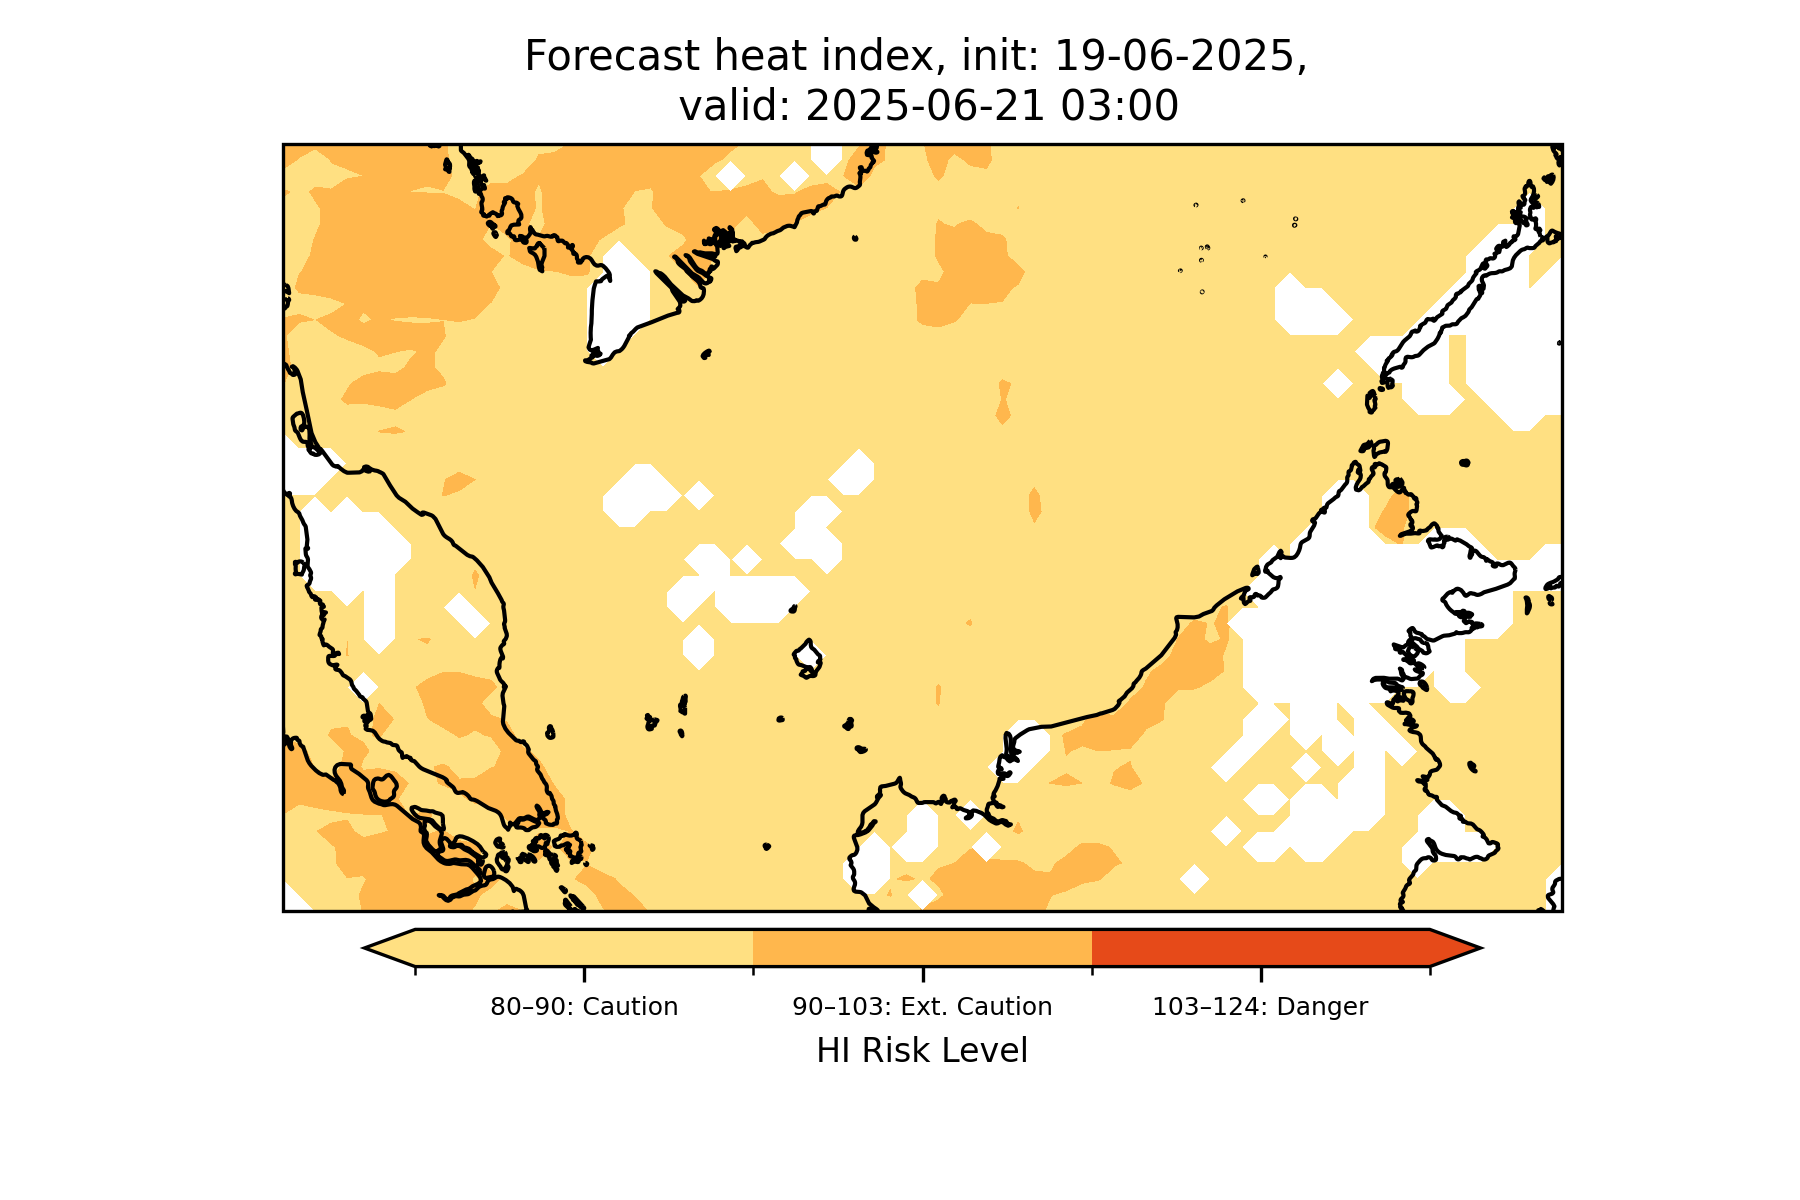 Forecast heat index, init: 19-06-2025,
valid: 2025-06-21 03:00
80–90: Caution
90–103: Ext. Caution
103–124: Danger
HI Risk Level